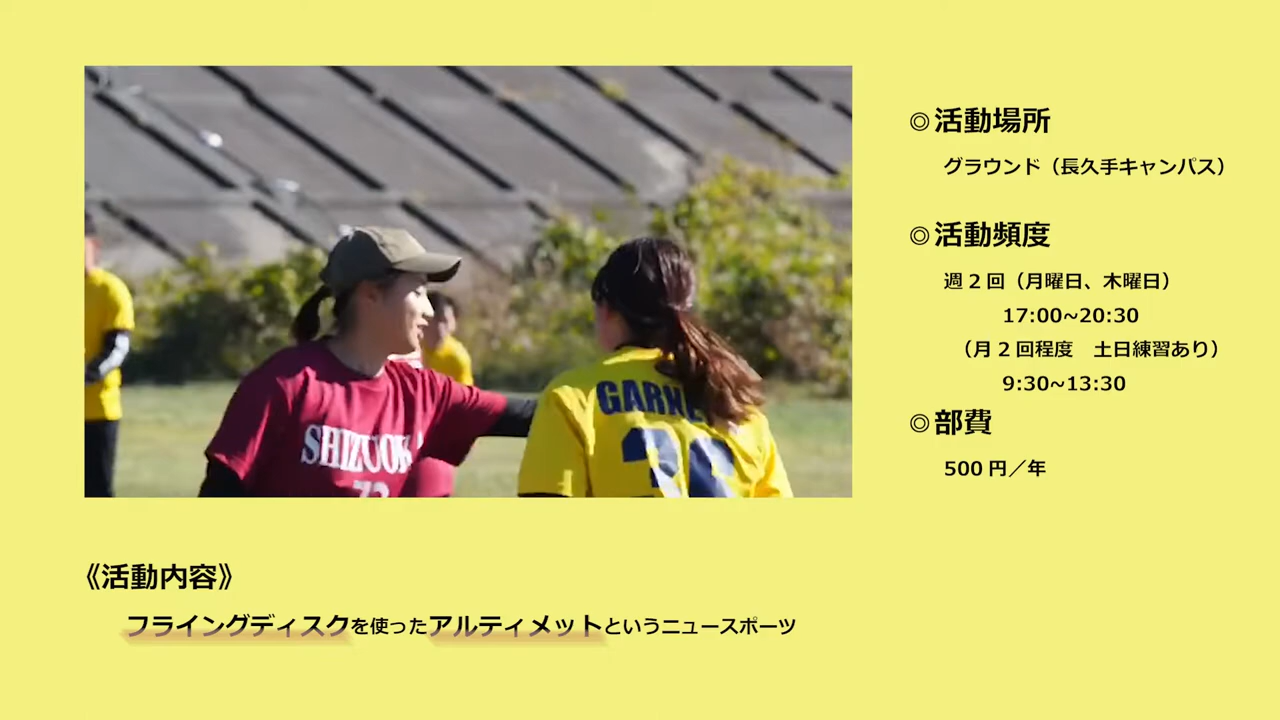 ◎活動場所
グラウンド（長久手キャンパス）
◎活動頻度
週2回（月曜日、木曜日）
17:00~20:30
（月2回程度　土日練習あり）
9:30~13:30
◎部費
500円／年
SHIZUOK
73
GARNE
《活動内容》
フライングディスクを使ったアルティメットというニュースポーツ